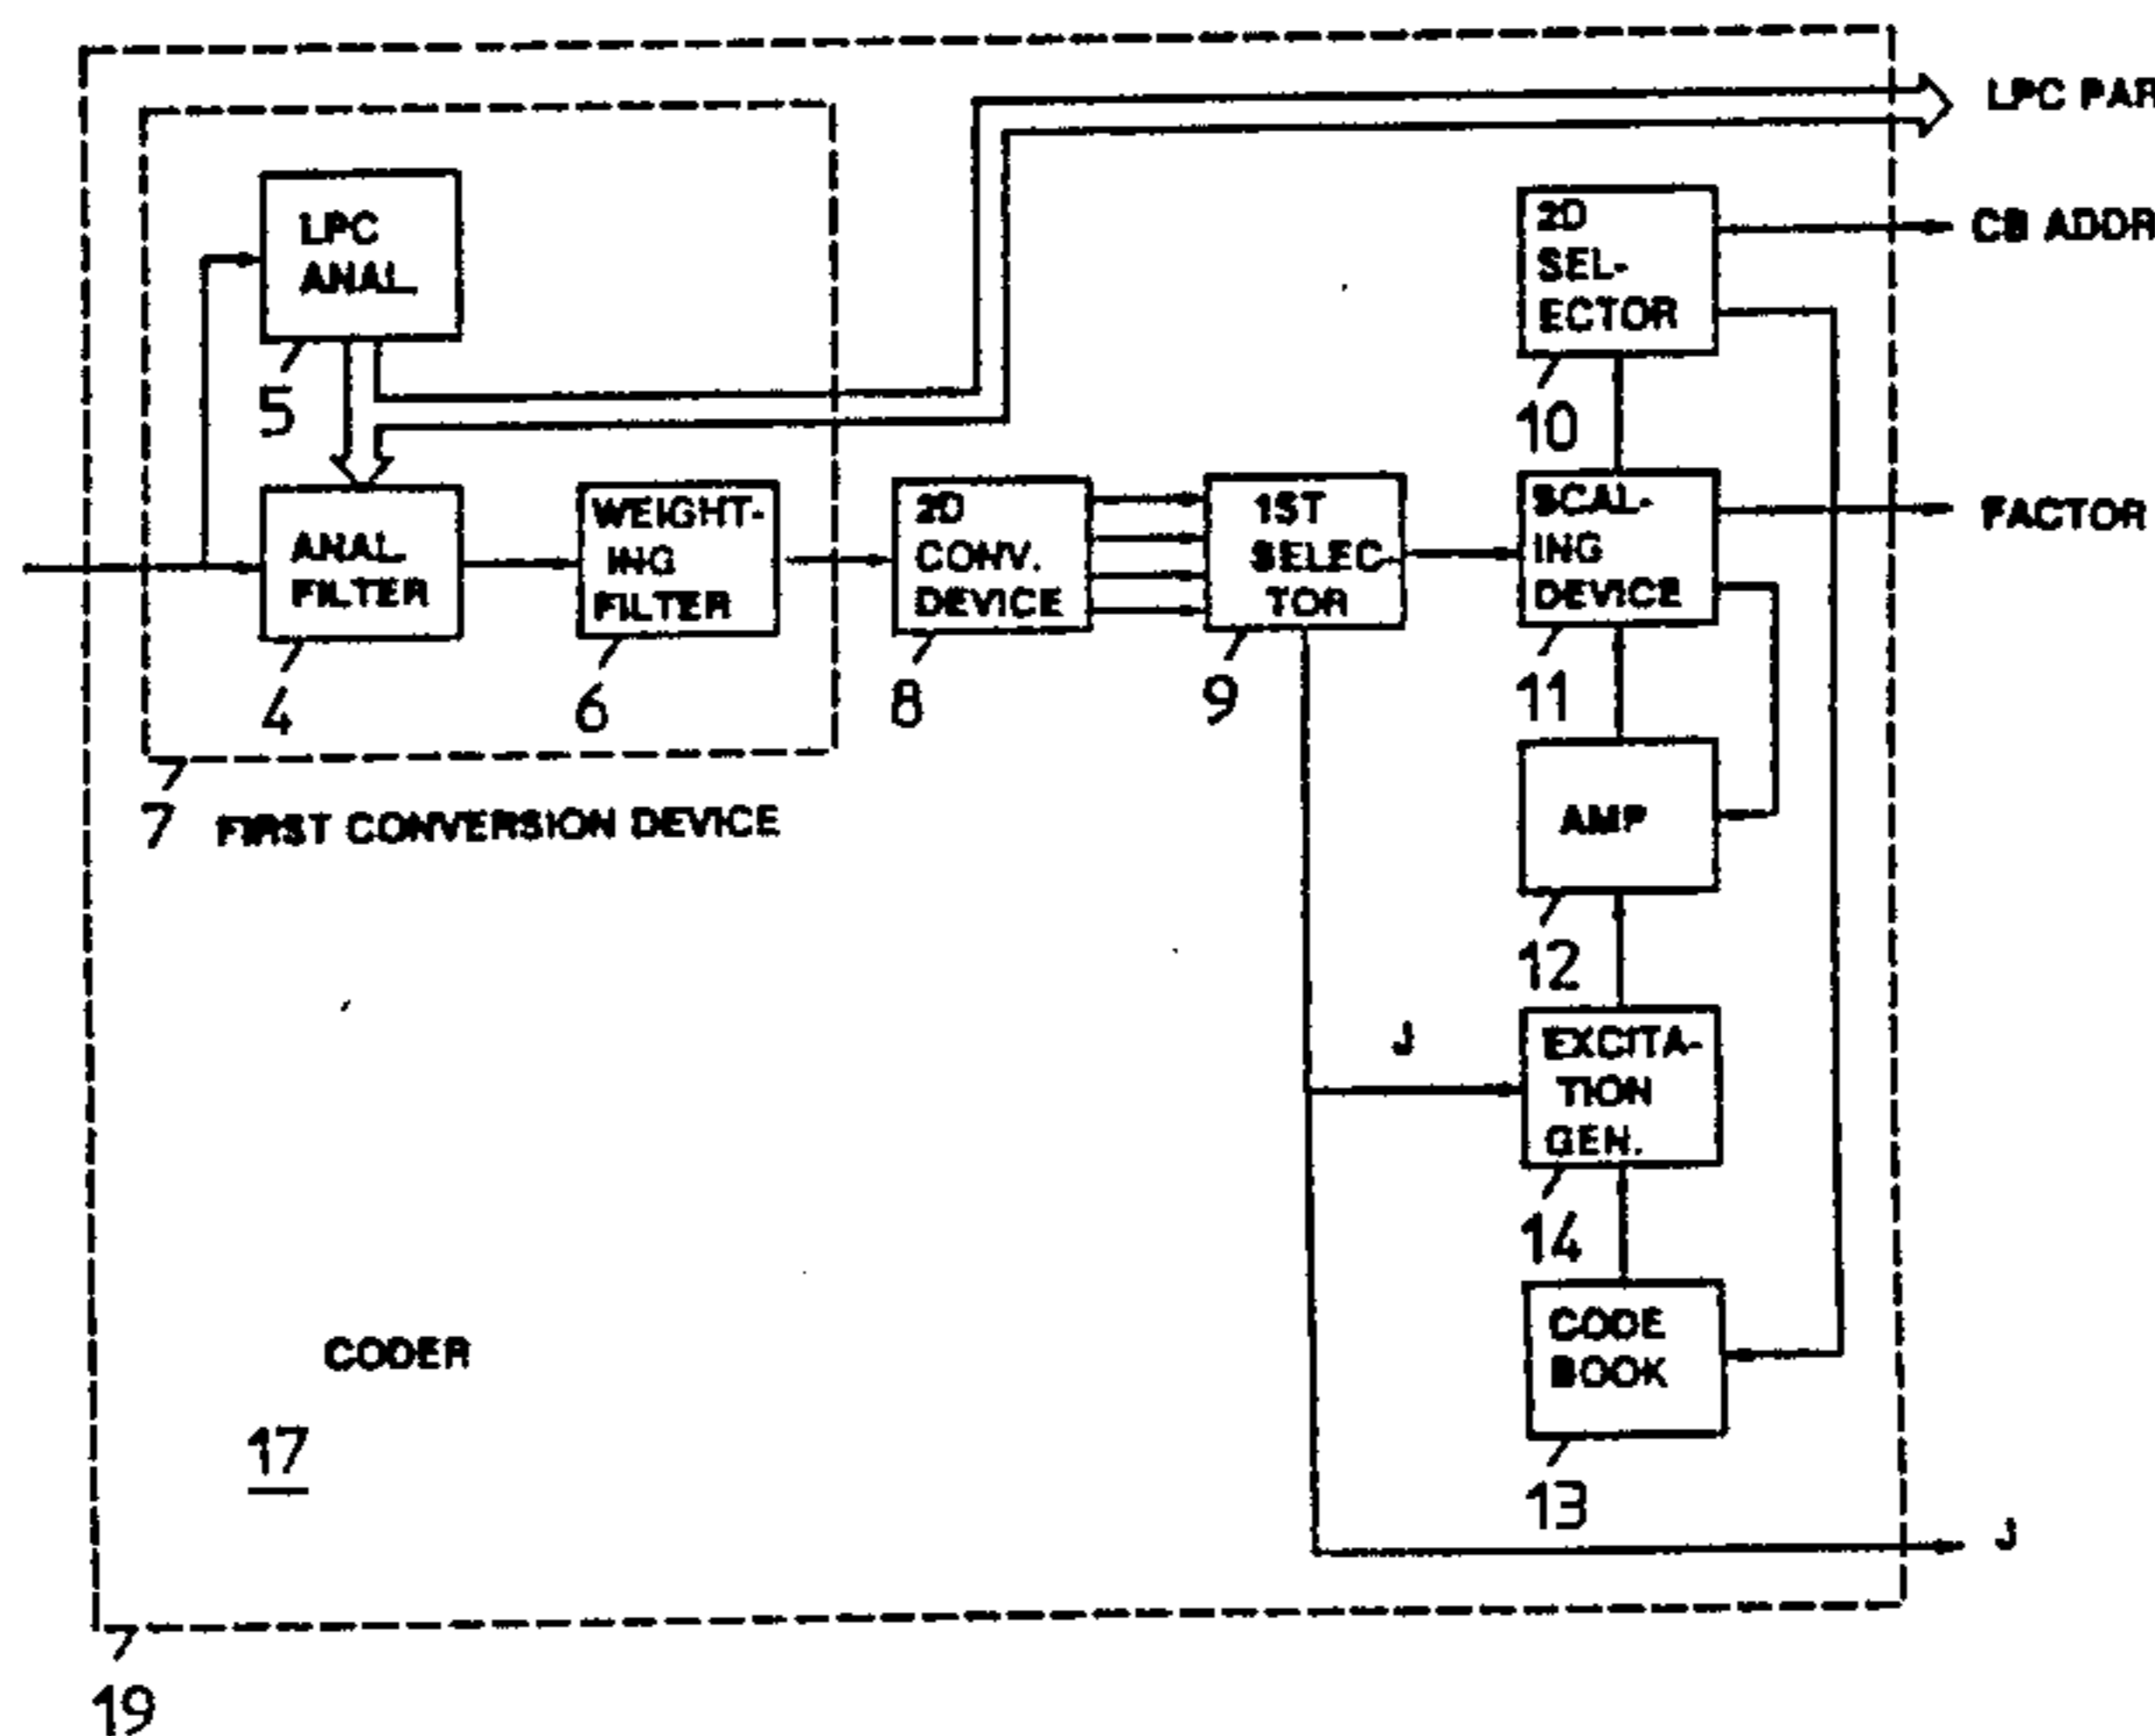 LPC PAR
LPC
ANAL.
2D
SEL-
ECTOR
CB ADDR
5
10
ANAL.
FILTER
WEIGHT-
ING
FILTER
2D
CONV.
DEVICE
1ST
SELEC-
TOR
SCAL-
ING
DEVICE
FACTOR
4
6
8
9
11
7 FIRST CONVERSION DEVICE
AMP
12
J
EXCITA-
TION
GEN.
14
CODER
CODE
BOOK
17
13
J
19